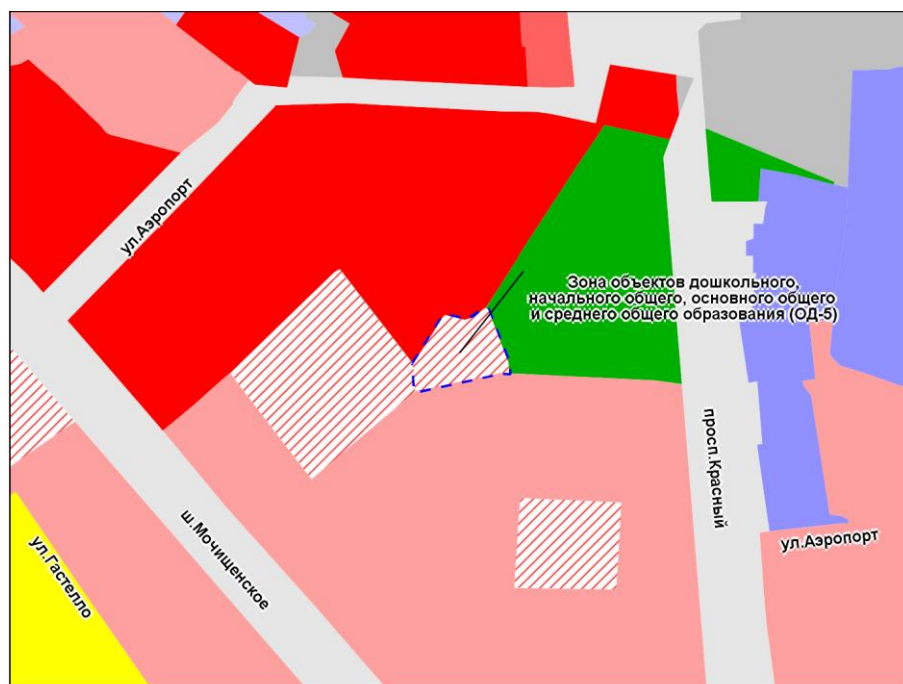 ул.Аэропорт
Зона объектов дошкольного,
начального общего, основного общего
и среднего общего образования (ОД-5)
просп.Красный
ул.Аэропорт
ш.Мочищенское
ул.Гастелло